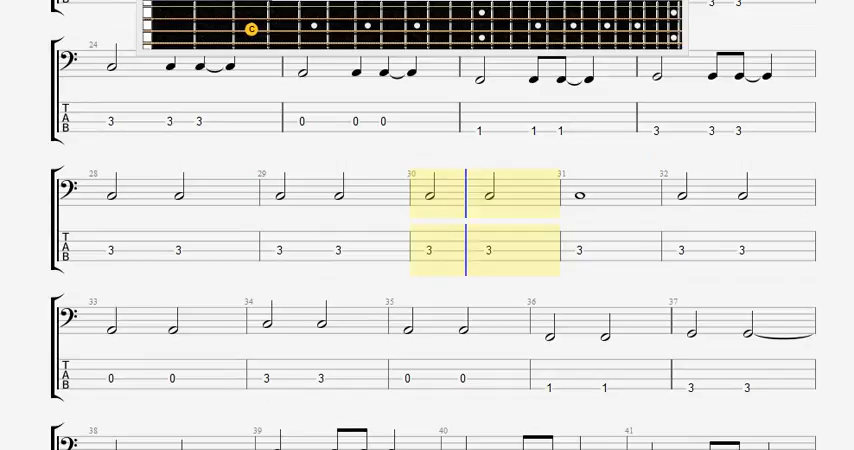 3 3
C
24
T
A 3 3 3 0 0 0
B 1 1 1 3 3 3
28 29 30 31 32
T
A 3 3 3 3 3 3 3 3 3
B
33 34 35 36 37
T
A 0 0 3 3 0 0
B 1 1 3 3
38 39 40 41